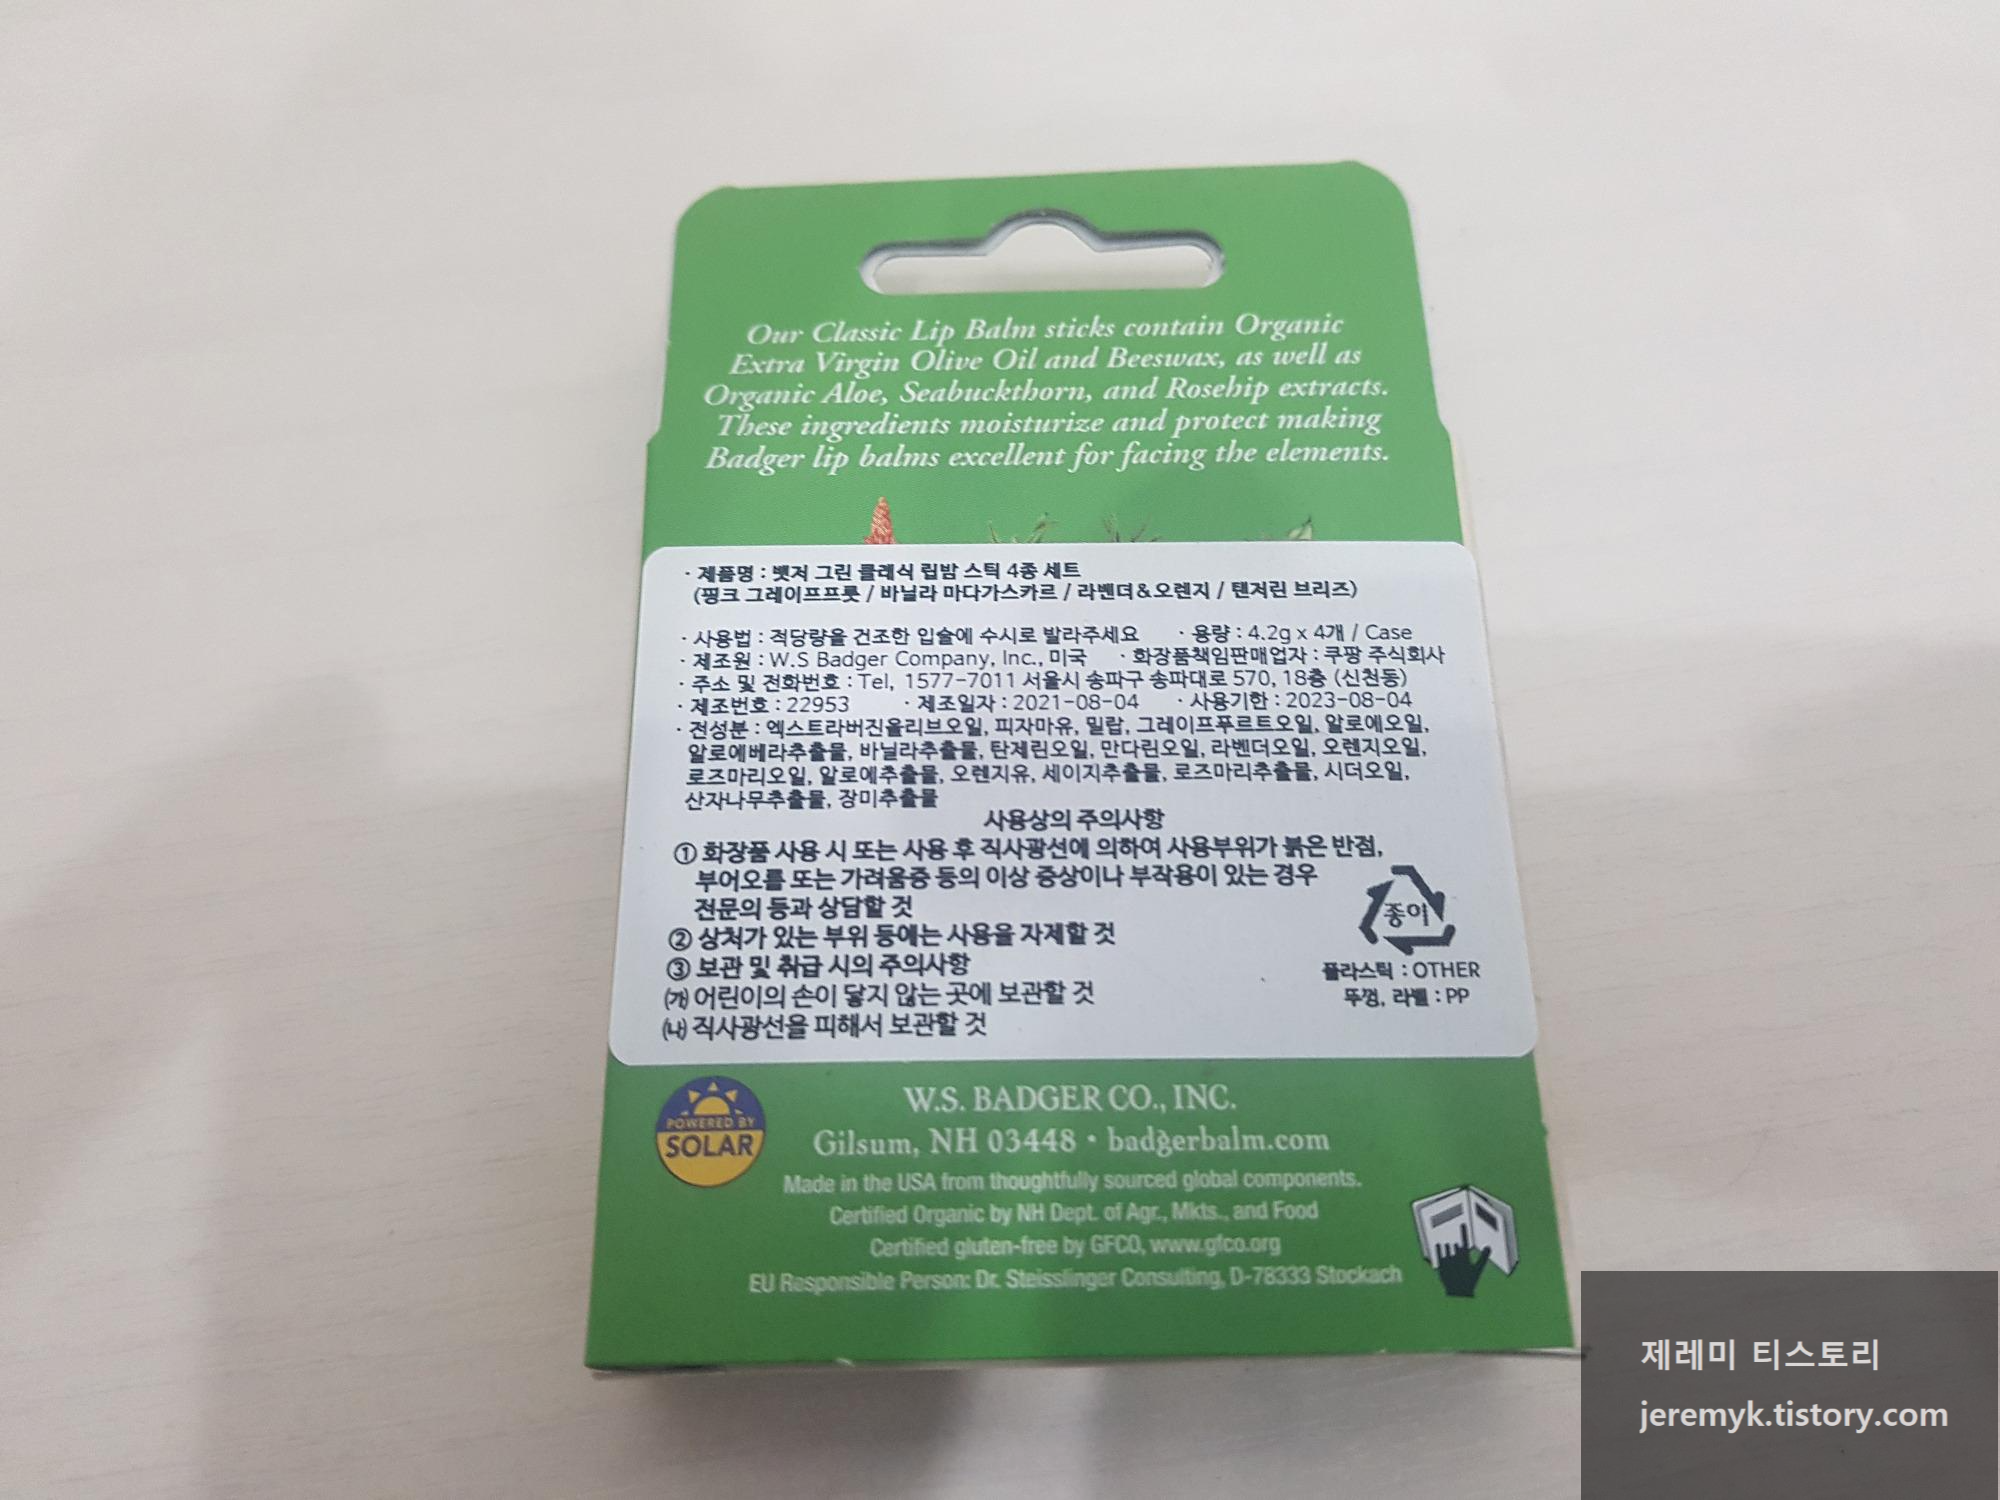 Our Classic Lip Balm sticks contain Organic
Extra Virgin Olive Oil and Beeswax, as well as
Organic Aloe, Seabuckthorn, and Rosehip extracts.
These ingredients moisturize and protect making
Badger lip balms excellent for facing the elements.
· 제품명 : 뱃저 그린 클래식 립밤 스틱 4종 세트
(핑크 그레이프프룻 / 바닐라 마다가스카르 / 라벤더&오렌지 / 텐저린 브리즈)
· 사용법 : 적당량을 건조한 입술에 수시로 발라주세요 · 용량 : 4.2g x 4개 / Case
· 제조원 : W.S Badger Company, Inc., 미국 · 화장품책임판매업자 : 쿠팡 주식회사
· 주소 및 전화번호 : Tel, 1577-7011 서울시 송파구 송파대로 570, 18층 (신천동)
· 제조번호 : 22953 · 제조일자 : 2021-08-04 · 사용기한 : 2023-08-04
· 전성분 : 엑스트라버진올리브오일, 피자마유, 밀랍, 그레이프푸르트오일, 알로에오일,
알로에베라추출물, 바닐라추출물, 탄제린오일, 만다린오일, 라벤더오일, 오렌지오일,
로즈마리오일, 알로에추출물, 오렌지유, 세이지추출물, 로즈마리추출물, 시더오일,
산자나무추출물, 장미추출물
사용상의 주의사항
① 화장품 사용 시 또는 사용 후 직사광선에 의하여 사용부위가 붉은 반점,
부어오름 또는 가려움증 등의 이상 증상이나 부작용이 있는 경우
전문의 등과 상담할 것
② 상처가 있는 부위 등에는 사용을 자제할 것
③ 보관 및 취급 시의 주의사항
㈎ 어린이의 손이 닿지 않는 곳에 보관할 것
㈏ 직사광선을 피해서 보관할 것
종이
플라스틱 : OTHER
뚜껑, 라벨 : PP
POWERED BY
SOLAR
W.S. BADGER CO., INC.
Gilsum, NH 03448 • badgerbalm.com
Made in the USA from thoughtfully sourced global components.
Certified Organic by NH Dept. of Agr., Mkts., and Food
Certified gluten-free by GFCO, www.gfco.org
EU Responsible Person: Dr. Steisslinger Consulting, D-78333 Stockach
제레미 티스토리
jeremyk.tistory.com